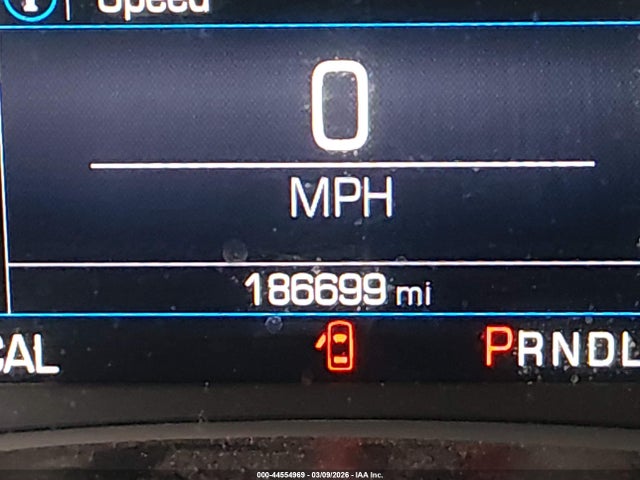 i Speed
0
MPH
186699 mi
CAL
PRNDL
000-44554969 - 03/09/2026 - IAA Inc.